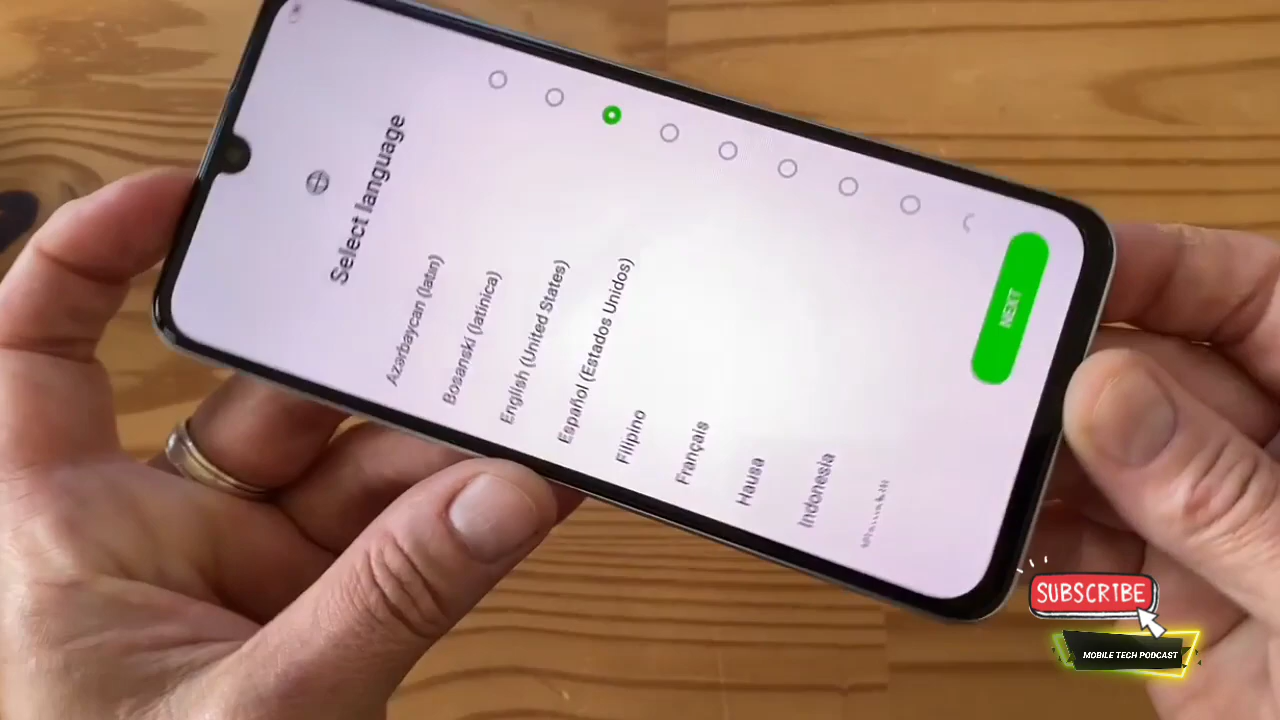 Select language
Azərbaycan (latın)
Bosanski (latinica)
English (United States)
Español (Estados Unidos)
Filipino
Français
Hausa
Indonesia
NEXT
SUBSCRIBE
MOBILE TECH PODCAST